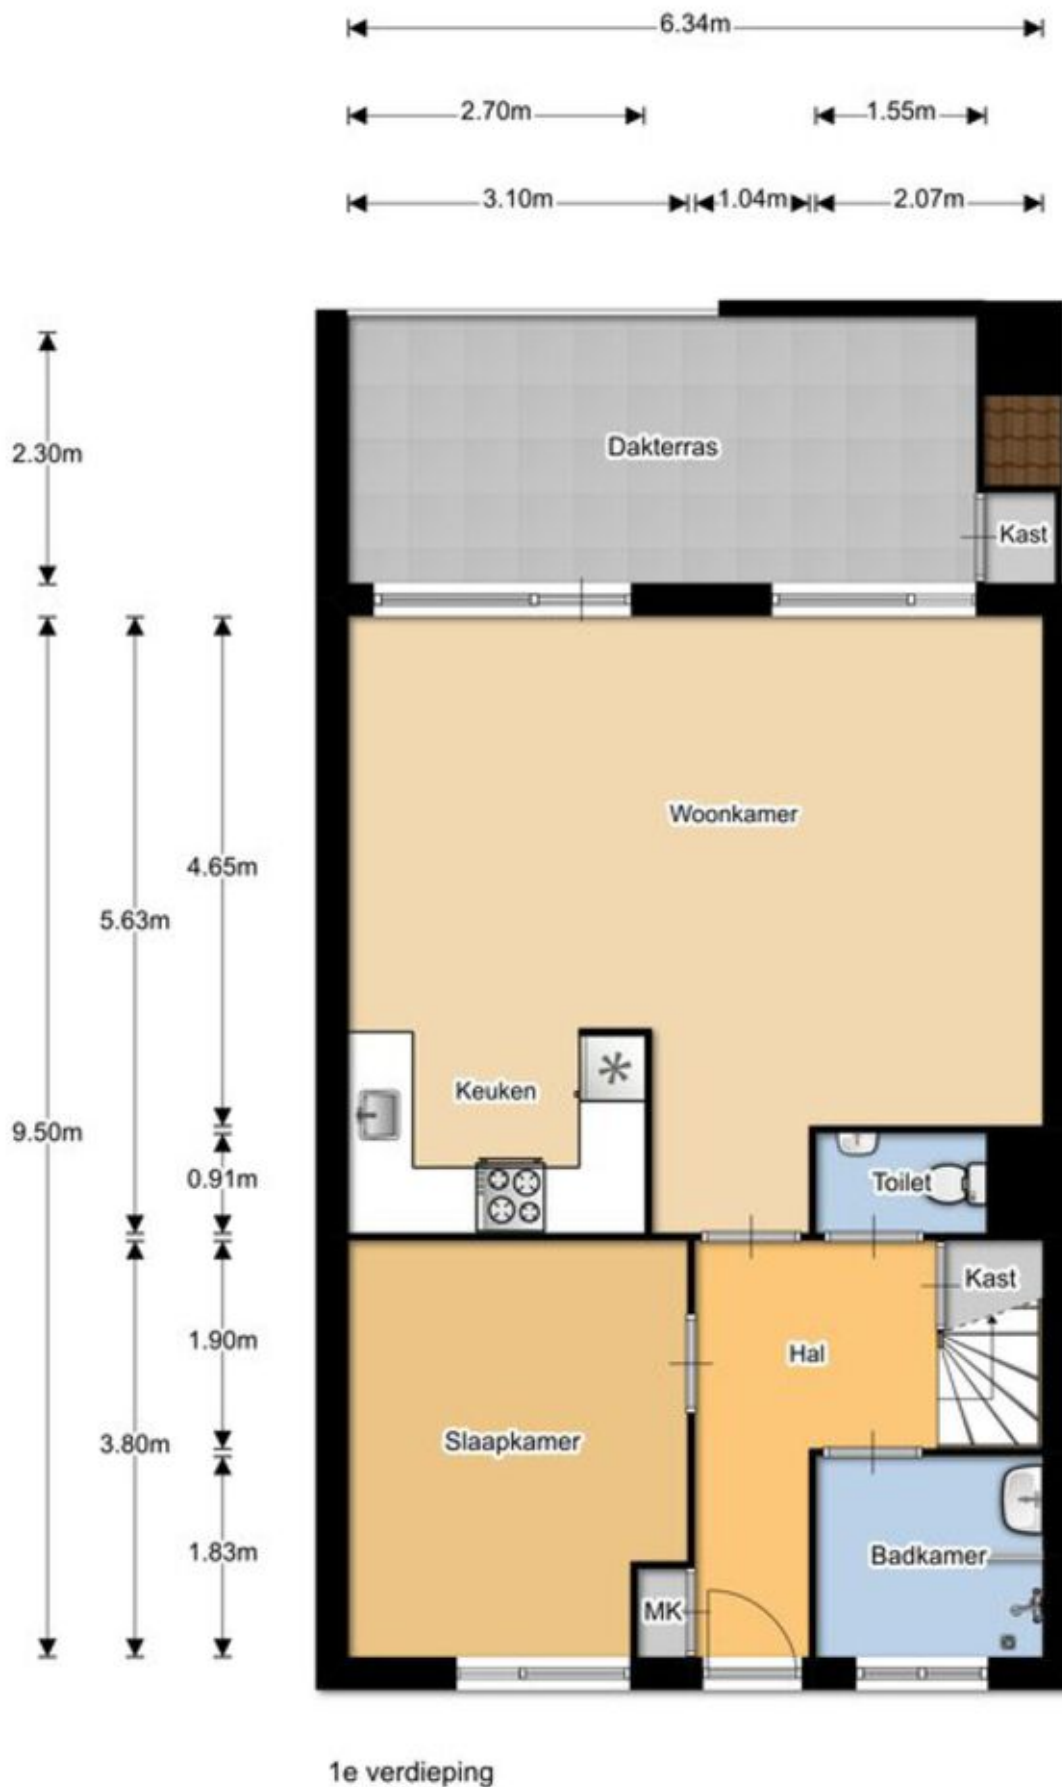 6.34m
2.70m
1.55m
3.10m
1.04m
2.07m
2.30m
Dakterras
Kast
Woonkamer
4.65m
5.63m
Keuken
9.50m
0.91m
Toilet
Kast
1.90m
Hal
3.80m
Slaapkamer
1.83m
Badkamer
MK
1e verdieping